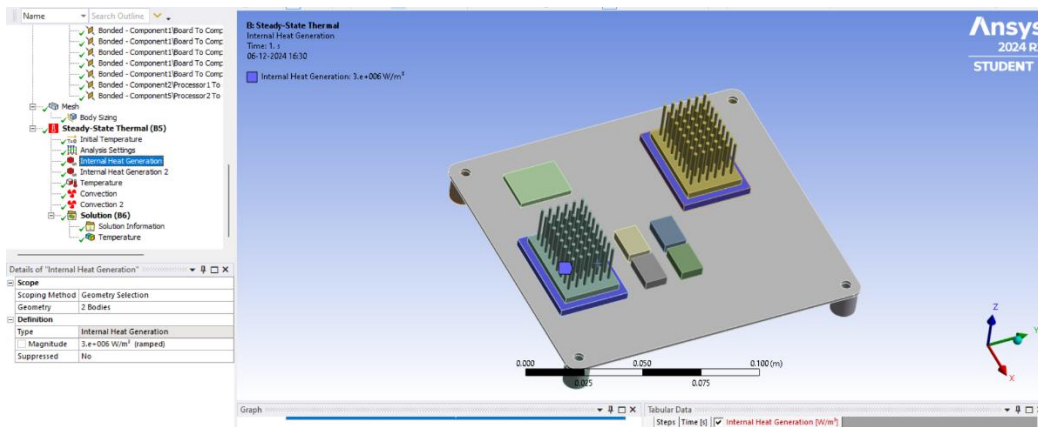 Name
Search Outline
Bonded - Component1\Board To Comp
Bonded - Component1\Board To Comp
Bonded - Component1\Board To Comp
Bonded - Component1\Board To Comp
Bonded - Component1\Board To Comp
Bonded - Component2\Processor1 To
Bonded - Component5\Processor2 To
Mesh
Body Sizing
Steady-State Thermal (B5)
Initial Temperature
Analysis Settings
Internal Heat Generation
Internal Heat Generation 2
Temperature
Convection
Convection 2
Solution (B6)
Solution Information
Temperature
Details of "Internal Heat Generation"
Scope
Scoping Method Geometry Selection
Geometry 2 Bodies
Definition
Type Internal Heat Generation
Magnitude 3.e+006 W/m³ (ramped)
Suppressed No
B: Steady-State Thermal
Internal Heat Generation
Time: 1. s
06-12-2024 16:30
Internal Heat Generation: 3.e+006 W/m³
Ansys
2024 R
STUDENT
Z
Y
X
0.000 0.050 0.100 (m)
0.025 0.075
Graph
Tabular Data
Steps Time [s] Internal Heat Generation [W/m³]